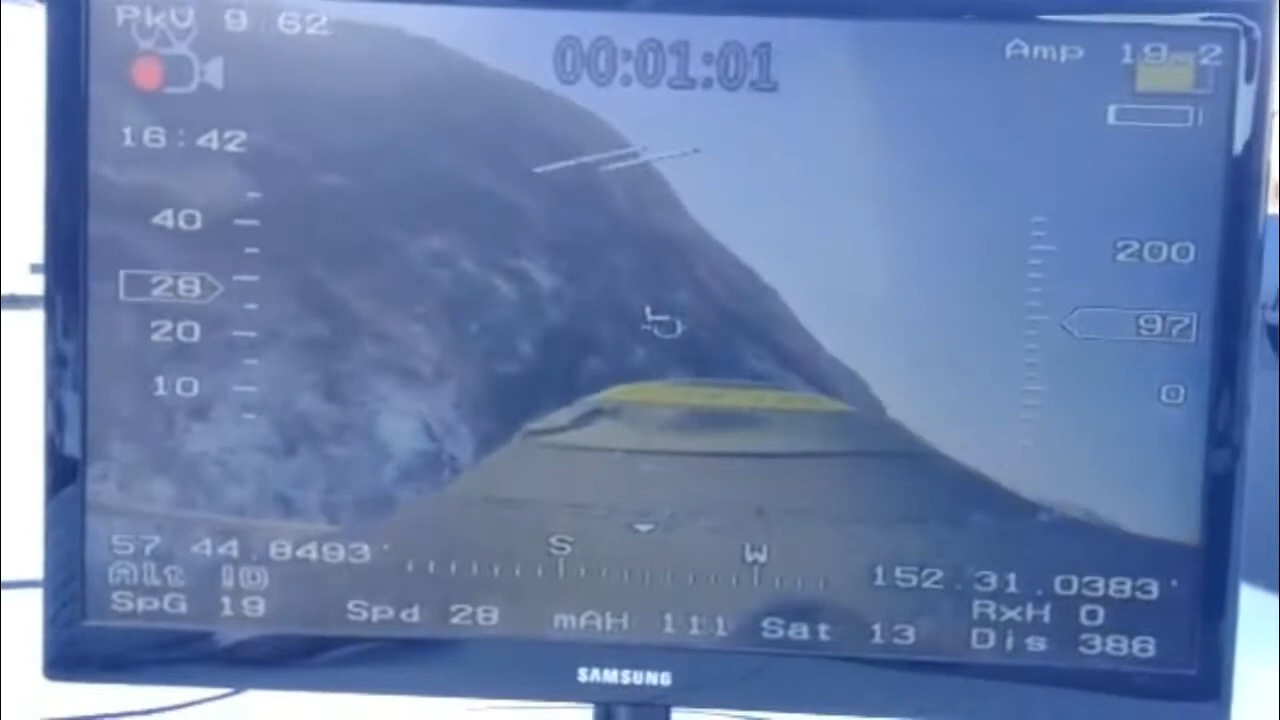 PkV 9.62
00:01:01
Amp 19.2
16:42
40
28
20
10
200
97
0
S
W
57 44.8493'
152.31.0383'
Alt 10
SpG 19
Spd 28
mAH 111
Sat 13
RxH 0
Dis 386
SAMSUNG